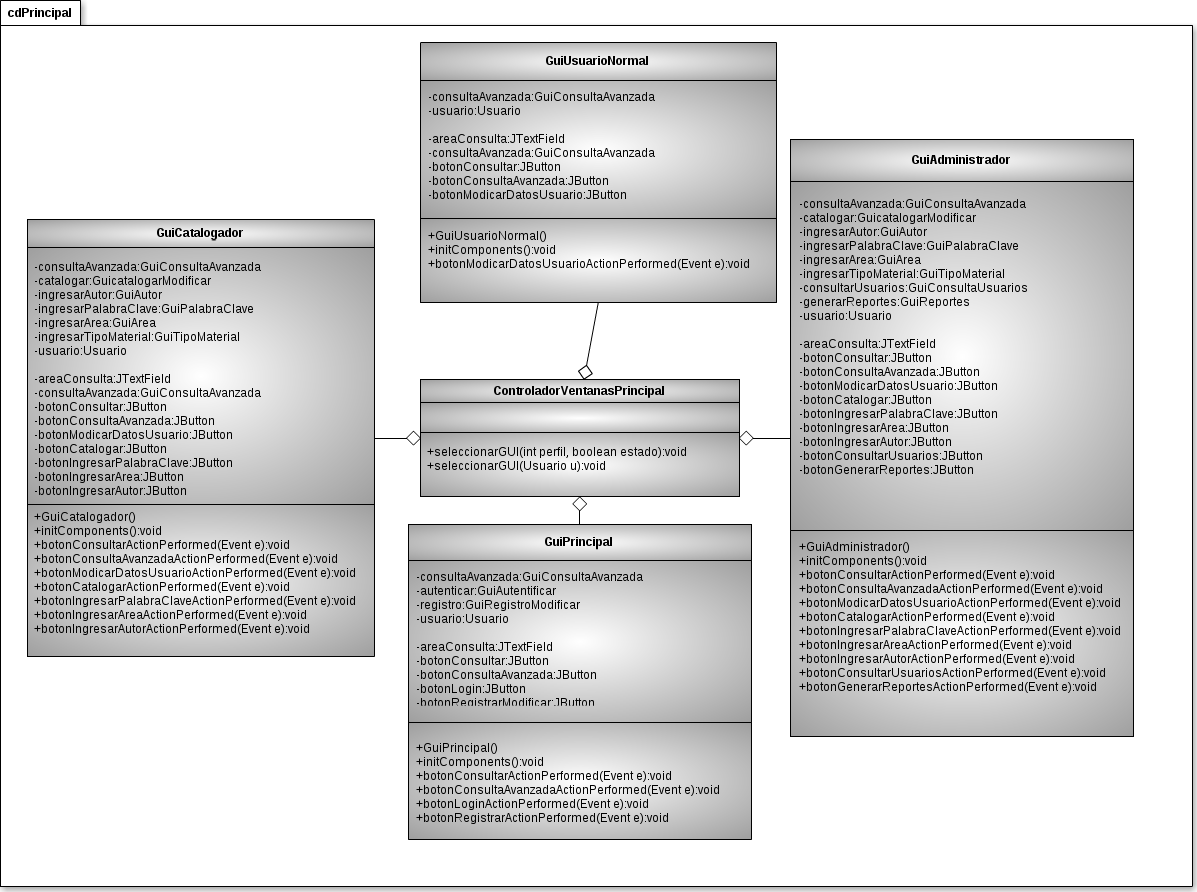 cdPrincipal
GuiUsuarioNormal
-consultaAvanzada:GuiConsultaAvanzada
-usuario:Usuario
-areaConsulta:JTextField
-consultaAvanzada:GuiConsultaAvanzada
-botonConsultar:JButton
-botonConsultaAvanzada:JButton
-botonModicarDatosUsuario:JButton
+GuiUsuarioNormal()
+initComponents():void
+botonModicarDatosUsuarioActionPerformed(Event e):void
GuiCatalogador
-consultaAvanzada:GuiConsultaAvanzada
-catalogar:GuicatalogarModificar
-ingresarAutor:GuiAutor
-ingresarPalabraClave:GuiPalabraClave
-ingresarArea:GuiArea
-ingresarTipoMaterial:GuiTipoMaterial
-usuario:Usuario
-areaConsulta:JTextField
-consultaAvanzada:GuiConsultaAvanzada
-botonConsultar:JButton
-botonConsultaAvanzada:JButton
-botonModicarDatosUsuario:JButton
-botonCatalogar:JButton
-botonIngresarPalabraClave:JButton
-botonIngresarArea:JButton
-botonIngresarAutor:JButton
+GuiCatalogador()
+initComponents():void
+botonConsultarActionPerformed(Event e):void
+botonConsultaAvanzadaActionPerformed(Event e):void
+botonModicarDatosUsuarioActionPerformed(Event e):void
+botonCatalogarActionPerformed(Event e):void
+botonIngresarPalabraClaveActionPerformed(Event e):void
+botonIngresarAreaActionPerformed(Event e):void
+botonIngresarAutorActionPerformed(Event e):void
ControladorVentanasPrincipal
+seleccionarGUI(int perfil, boolean estado):void
+seleccionarGUI(Usuario u):void
GuiAdministrador
-consultaAvanzada:GuiConsultaAvanzada
-catalogar:GuicatalogarModificar
-ingresarAutor:GuiAutor
-ingresarPalabraClave:GuiPalabraClave
-ingresarArea:GuiArea
-ingresarTipoMaterial:GuiTipoMaterial
-consultarUsuarios:GuiConsultaUsuarios
-generarReportes:GuiReportes
-usuario:Usuario
-areaConsulta:JTextField
-botonConsultar:JButton
-botonConsultaAvanzada:JButton
-botonModicarDatosUsuario:JButton
-botonCatalogar:JButton
-botonIngresarPalabraClave:JButton
-botonIngresarArea:JButton
-botonIngresarAutor:JButton
-botonConsultarUsuarios:JButton
-botonGenerarReportes:JButton
+GuiAdministrador()
+initComponents():void
+botonConsultarActionPerformed(Event e):void
+botonConsultaAvanzadaActionPerformed(Event e):void
+botonModicarDatosUsuarioActionPerformed(Event e):void
+botonCatalogarActionPerformed(Event e):void
+botonIngresarPalabraClaveActionPerformed(Event e):void
+botonIngresarAreaActionPerformed(Event e):void
+botonIngresarAutorActionPerformed(Event e):void
+botonConsultarUsuariosActionPerformed(Event e):void
+botonGenerarReportesActionPerformed(Event e):void
GuiPrincipal
-consultaAvanzada:GuiConsultaAvanzada
-autenticar:GuiAutentificar
-registro:GuiRegistroModificar
-usuario:Usuario
-areaConsulta:JTextField
-botonConsultar:JButton
-botonConsultaAvanzada:JButton
-botonLogin:JButton
-botonRegistrarModificar:JButton
+GuiPrincipal()
+initComponents():void
+botonConsultarActionPerformed(Event e):void
+botonConsultaAvanzadaActionPerformed(Event e):void
+botonLoginActionPerformed(Event e):void
+botonRegistrarActionPerformed(Event e):void